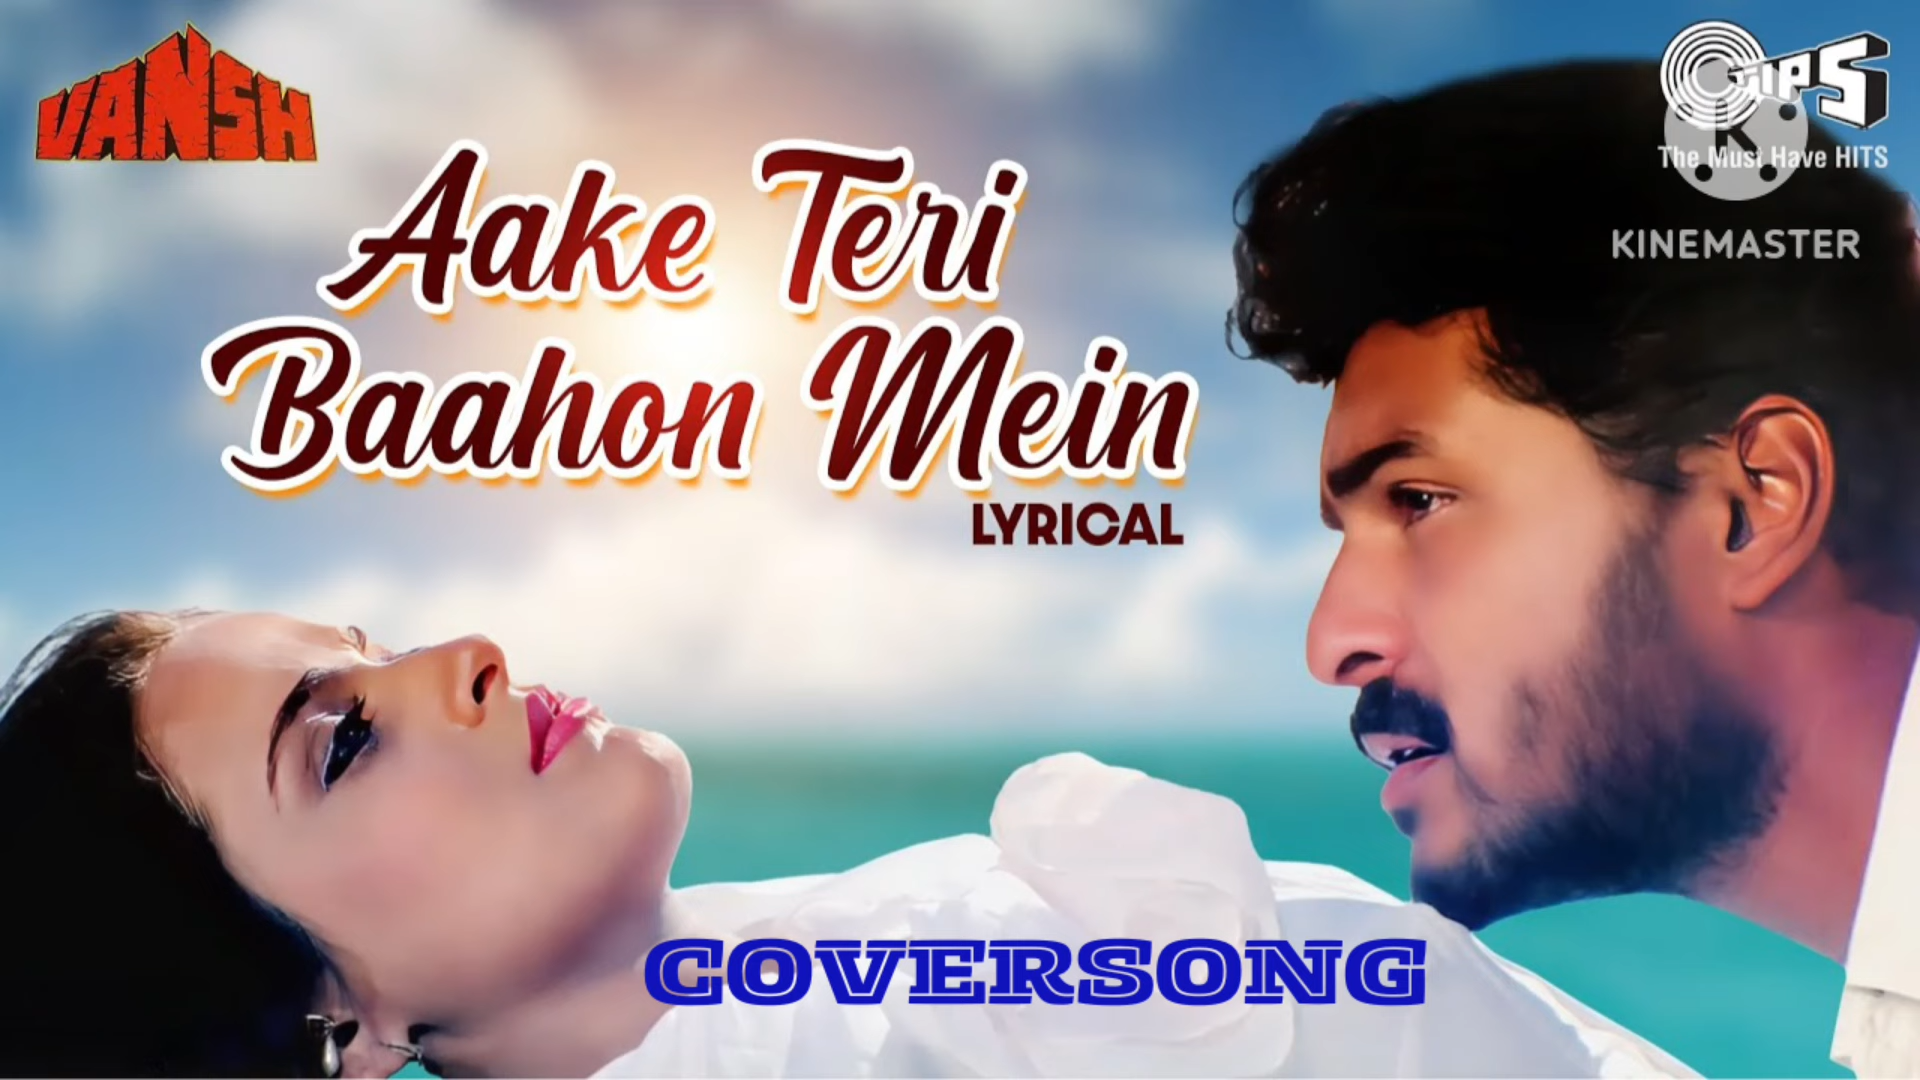 VANSH
TIPS
The Must Have HITS
K
KINEMASTER
Aake Teri
Baahon Mein
LYRICAL
COVERSONG